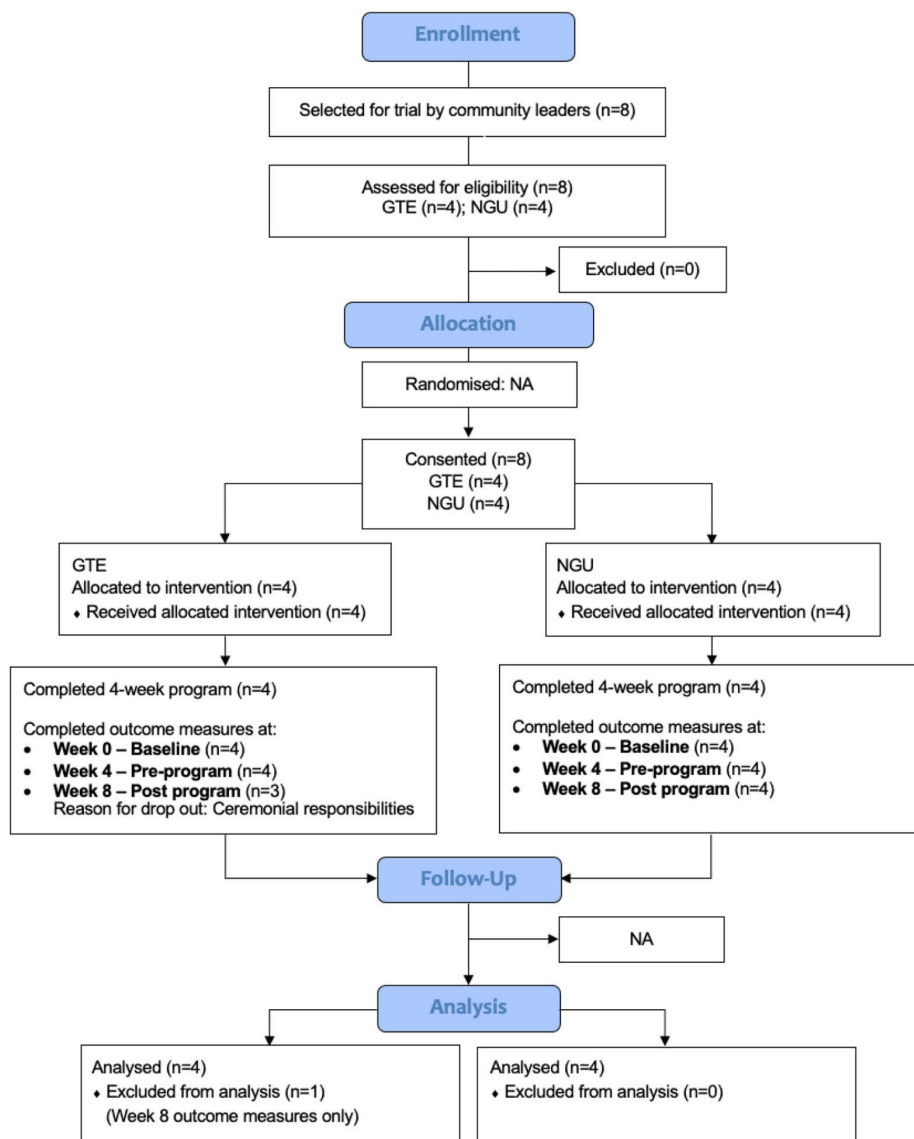 Enrollment
Selected for trial by community leaders (n=8)
Assessed for eligibility (n=8)
GTE (n=4); NGU (n=4)
Excluded (n=0)
Allocation
Randomised: NA
Consented (n=8)
GTE (n=4)
NGU (n=4)
GTE
Allocated to intervention (n=4)
♦ Received allocated intervention (n=4)
NGU
Allocated to intervention (n=4)
♦ Received allocated intervention (n=4)
Completed 4-week program (n=4)
Completed outcome measures at:
• Week 0 – Baseline (n=4)
• Week 4 – Pre-program (n=4)
• Week 8 – Post program (n=3)
Reason for drop out: Ceremonial responsibilities
Completed 4-week program (n=4)
Completed outcome measures at:
• Week 0 – Baseline (n=4)
• Week 4 – Pre-program (n=4)
• Week 8 – Post program (n=4)
Follow-Up
NA
Analysis
Analysed (n=4)
♦ Excluded from analysis (n=1)
(Week 8 outcome measures only)
Analysed (n=4)
♦ Excluded from analysis (n=0)